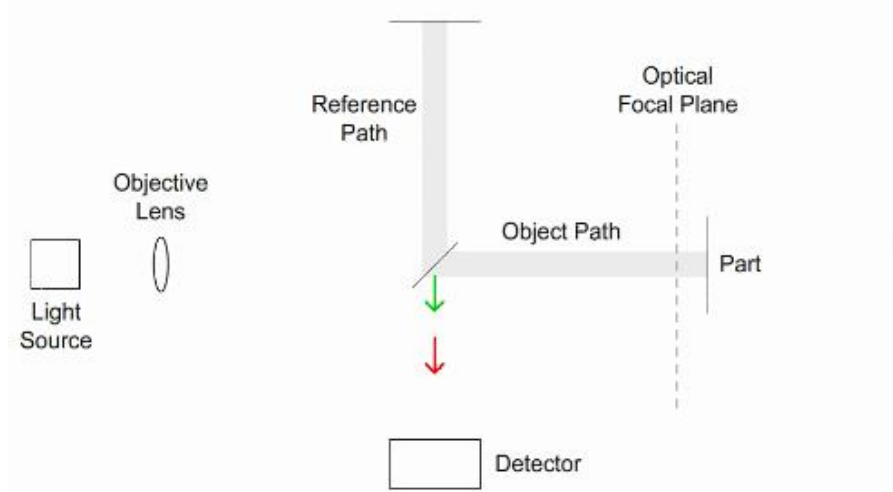 Optical
Focal Plane
Reference
Path
Objective
Lens
Object Path
Part
Light
Source
Detector